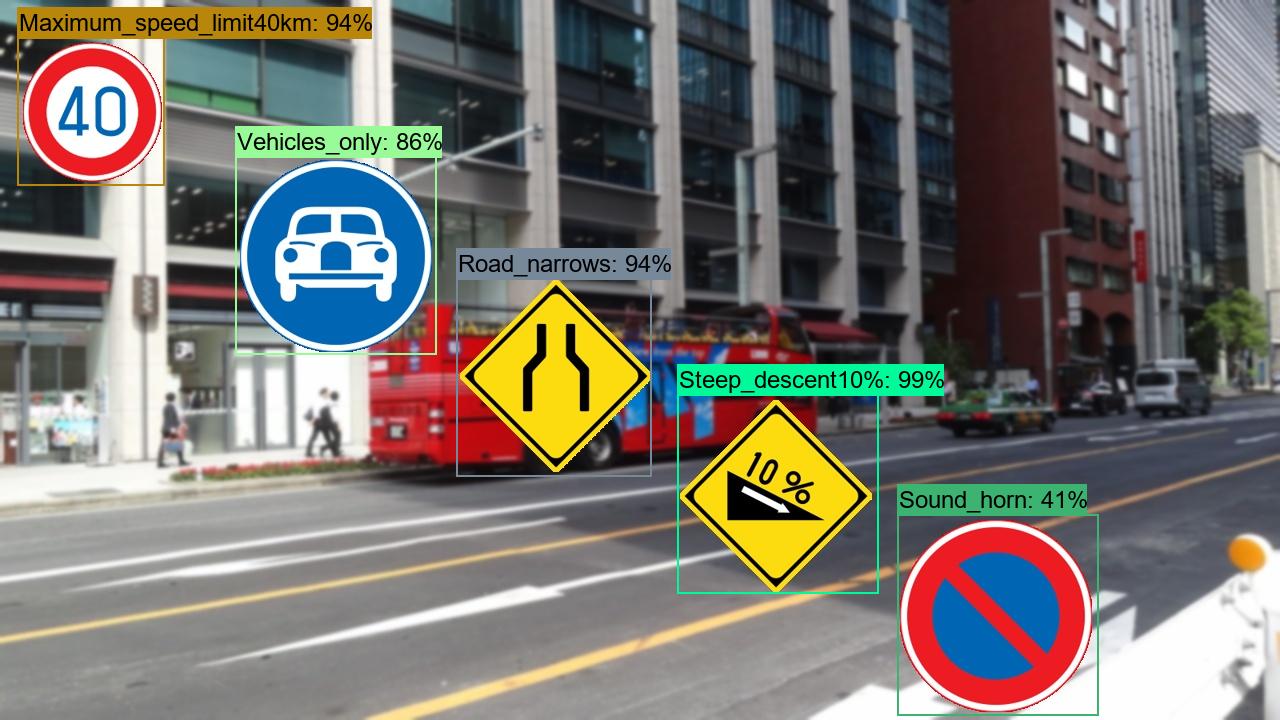 Maximum_speed_limit40km: 94%
40
Vehicles_only: 86%
Road_narrows: 94%
Steep_descent10%: 99%
10%
Sound_horn: 41%